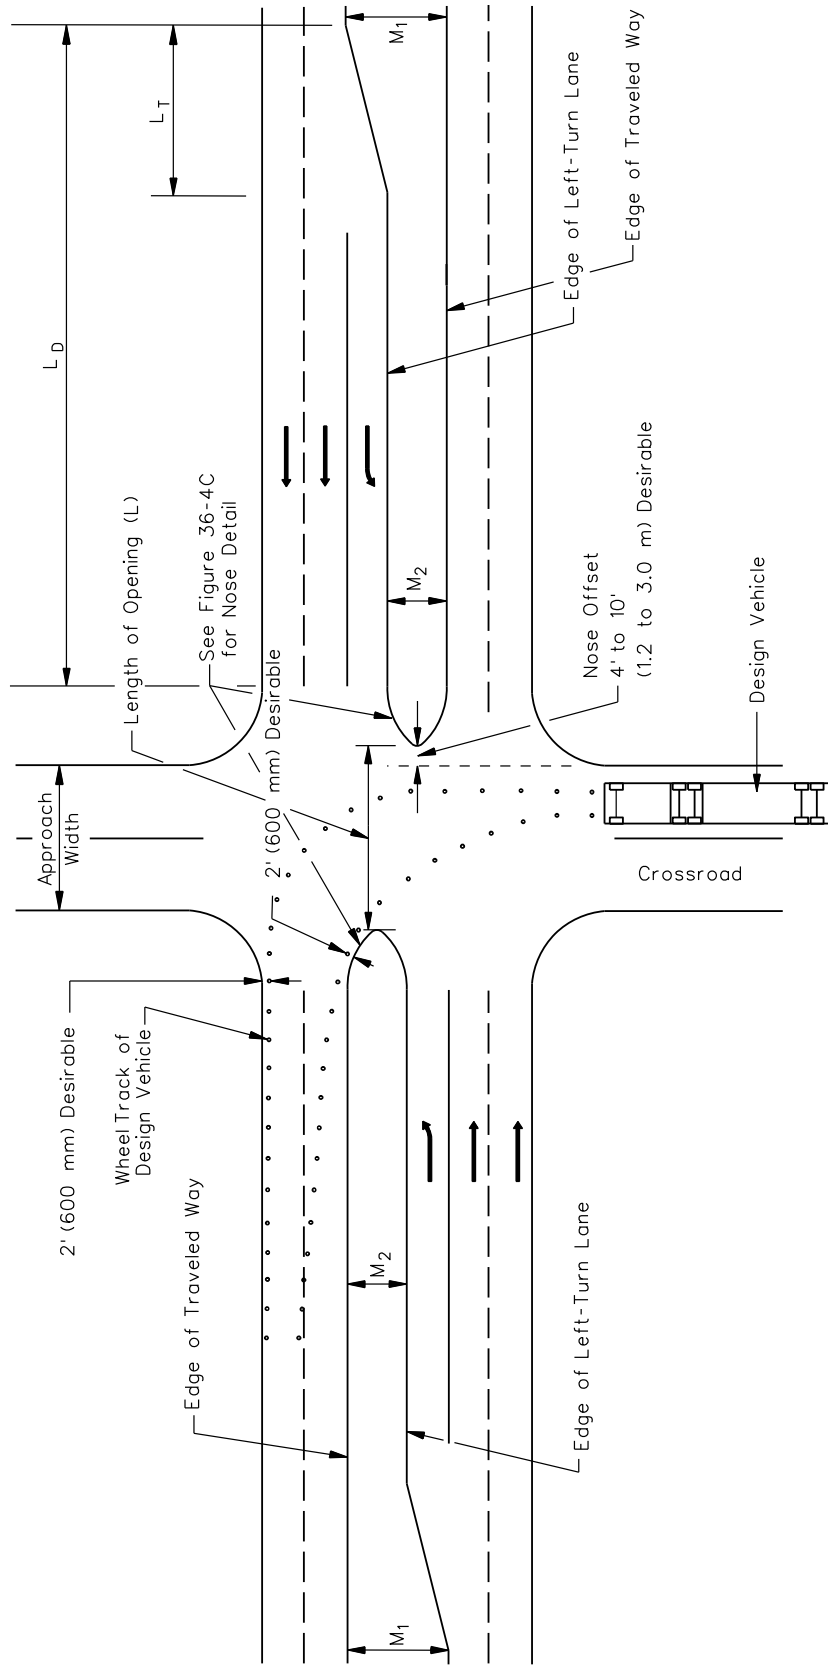 M1
LT
LD
Edge of Left-Turn Lane
Edge of Traveled Way
Length of Opening (L)
See Figure 36-4C
for Nose Detail
M2
Nose Offset
4' to 10'
(1.2 to 3.0 m) Desirable
Design Vehicle
2' (600 mm) Desirable
Approach
Width
Crossroad
2' (600 mm) Desirable
Wheel Track of
Design Vehicle
Edge of Traveled Way
M2
Edge of Left-Turn Lane
M1